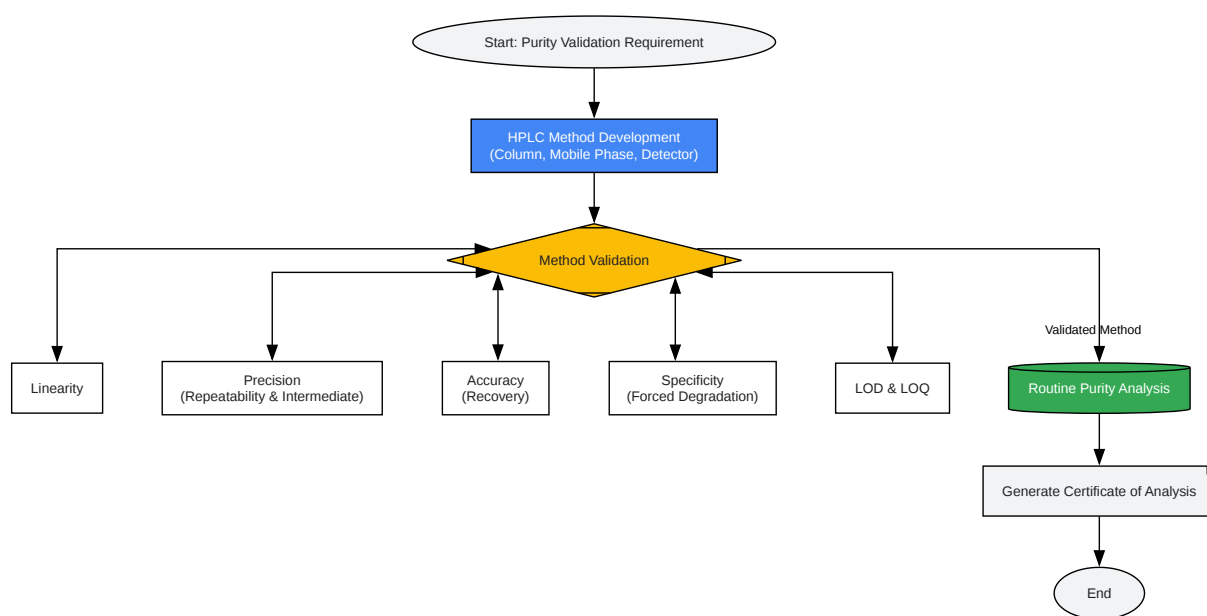 Start: Purity Validation Requirement
HPLC Method Development
(Column, Mobile Phase, Detector)
Method Validation
Validated Method
Linearity
Precision
(Repeatability & Intermediate)
Accuracy
(Recovery)
Specificity
(Forced Degradation)
LOD & LOQ
Routine Purity Analysis
Generate Certificate of Analysis
End